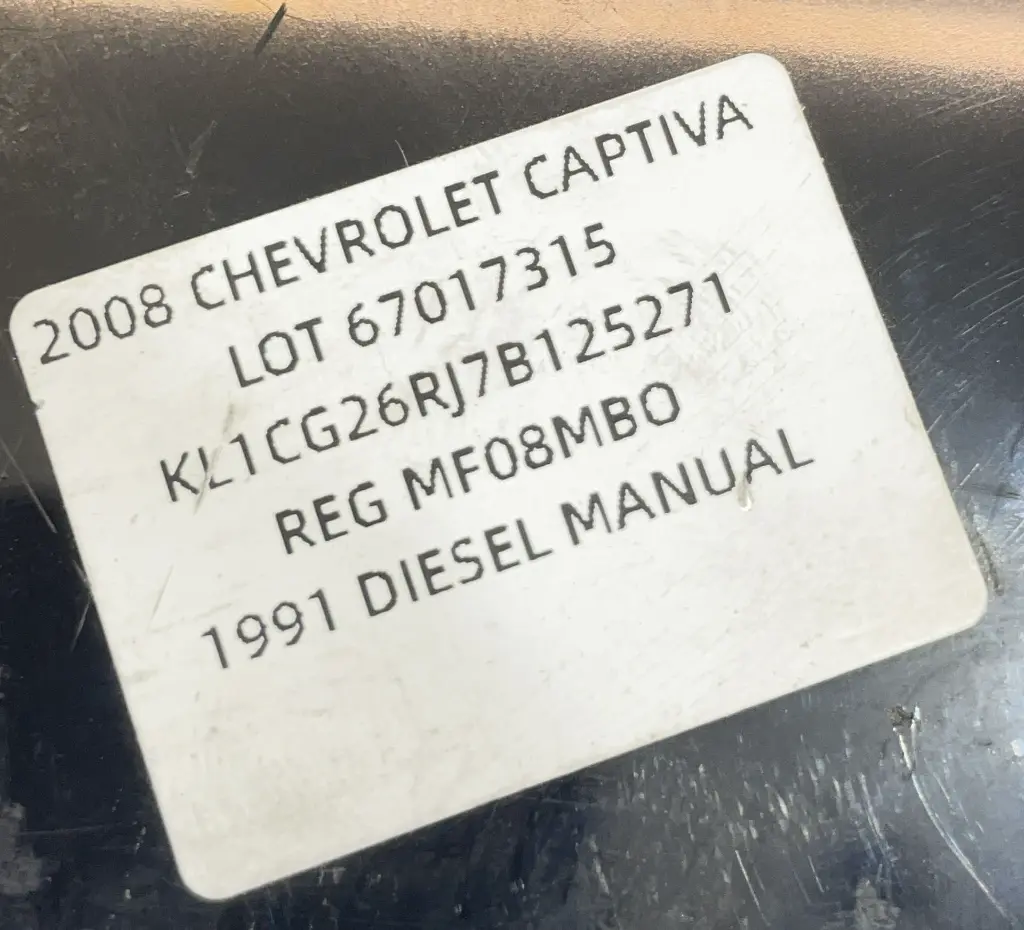 2008 CHEVROLET CAPTIVA
LOT 67017315
KL1CG26RJ7B125271
REG MF08MBO
1991 DIESEL MANUAL